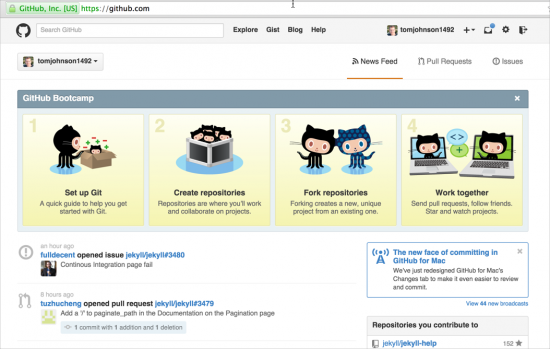 GitHub, Inc. [US] https://github.com
Search GitHub
Explore Gist Blog Help
tomjohnson1492
tomjohnson1492
News Feed Pull Requests Issues
GitHub Bootcamp
1
Set up Git
A quick guide to help you get
started with Git.
2
Create repositories
Repositories are where you'll work
and collaborate on projects.
3
Fork repositories
Forking creates a new, unique
project from an existing one.
4
Work together
Send pull requests, follow friends.
Star and watch projects.
an hour ago
fulldecent opened issue jekyll/jekyll#3480
Continous Integration page fail
8 hours ago
tuzhucheng opened pull request jekyll/jekyll#3479
Add a '/' to paginate_path in the Documentation on the Pagination page
1 commit with 1 addition and 1 deletion
The new face of committing in
GitHub for Mac
We've just redesigned GitHub for Mac's
Changes tab to make it even easier to review
and commit.
View 44 new broadcasts
Repositories you contribute to
jekyll/jekyll-help 152